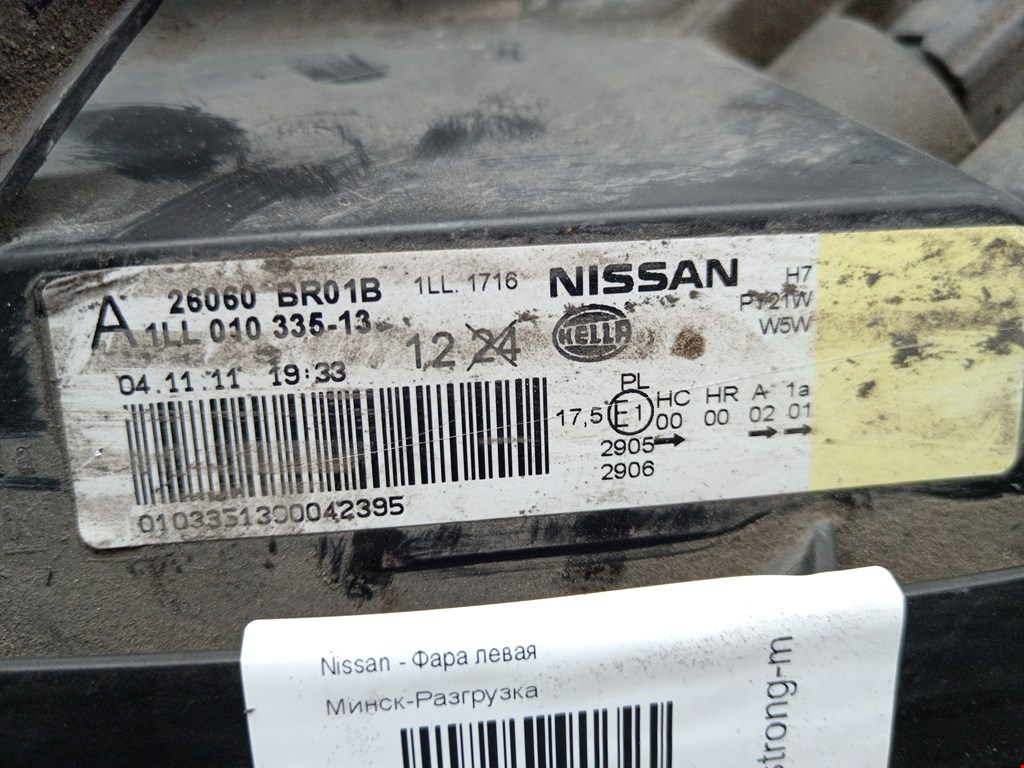 26060 BR01B 1LL. 1716 NISSAN H7
A 1LL 010 335-13 12 24 HELLA PY21W
W5W
04.11.11 19:33
PL
17,5 E1 HC HR A 1a
00 00 02 01
2905
2906
0103351300042395
Nissan - Фара левая
Минск-Разгрузка
strong-m